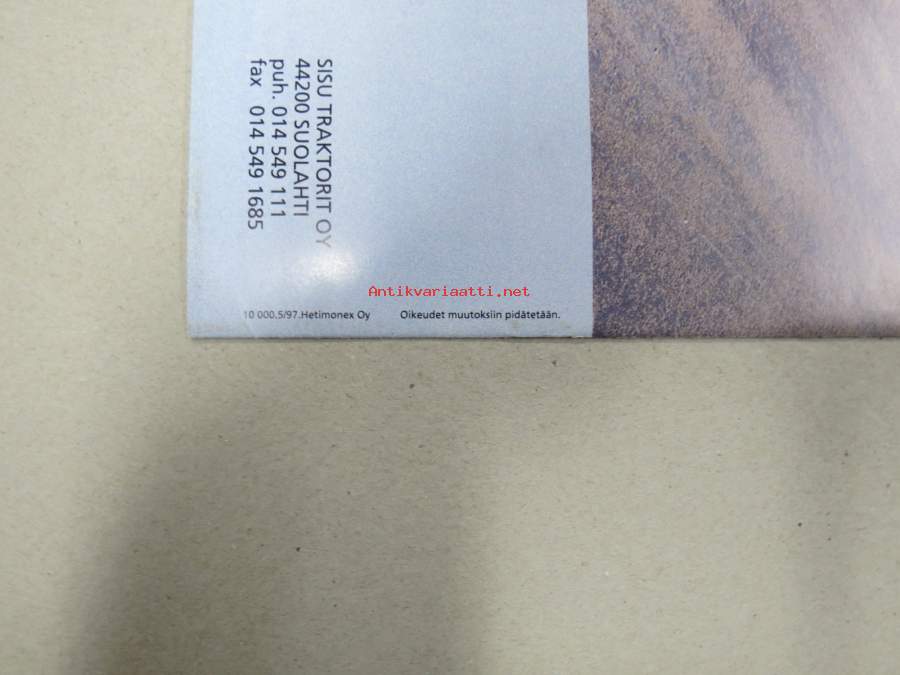 SISU TRAKTORIT OY
44200 SUOLAHTI
puh. 014 549 111
fax 014 549 1685
Antikvariaatti.net
10 000,5/97.Hetimonex Oy Oikeudet muutoksiin pidätetään.